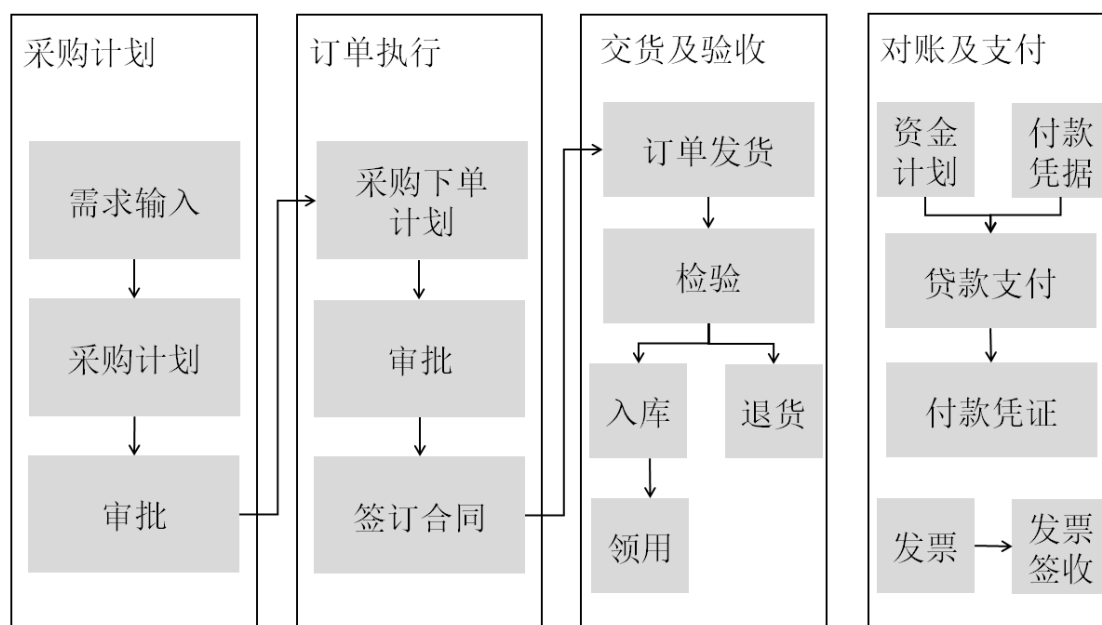 采购计划
需求输入
采购计划
审批
订单执行
采购下单
计划
审批
签订合同
交货及验收
订单发货
检验
入库
退货
领用
对账及支付
资金
计划
付款
凭据
贷款支付
付款凭证
发票
发票
签收